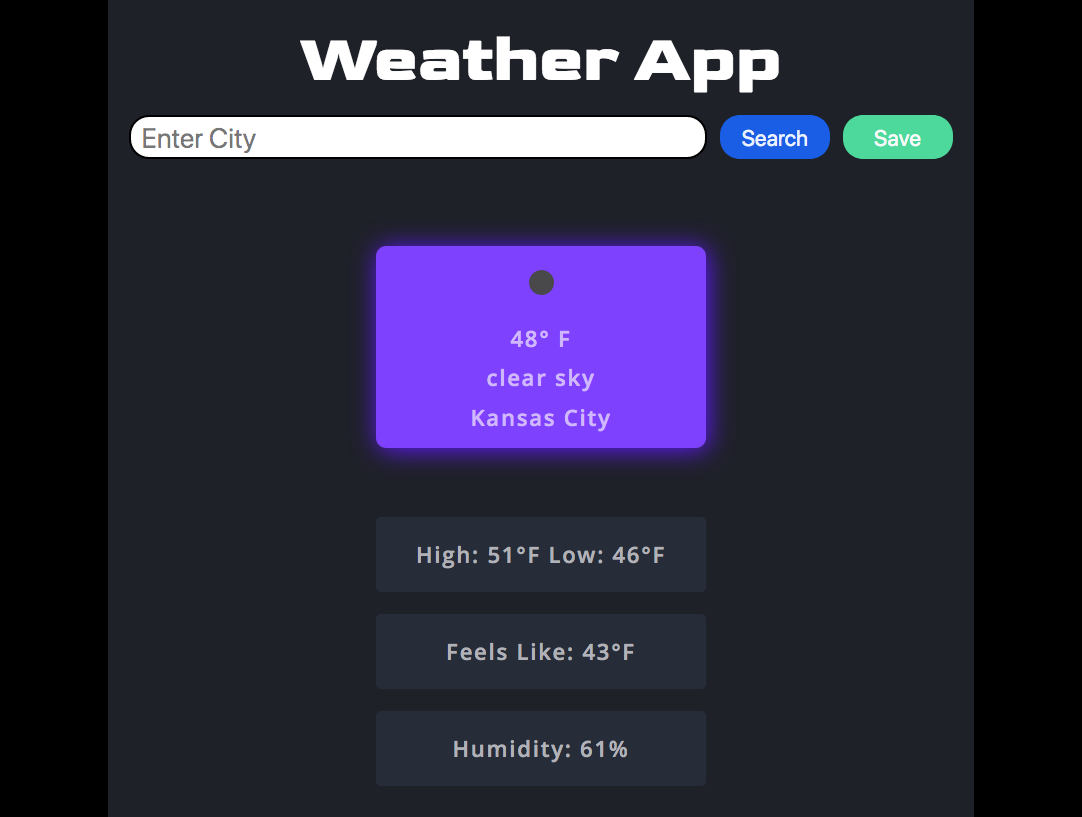 Weather App
Enter City
Search
Save
48° F
clear sky
Kansas City
High: 51°F Low: 46°F
Feels Like: 43°F
Humidity: 61%